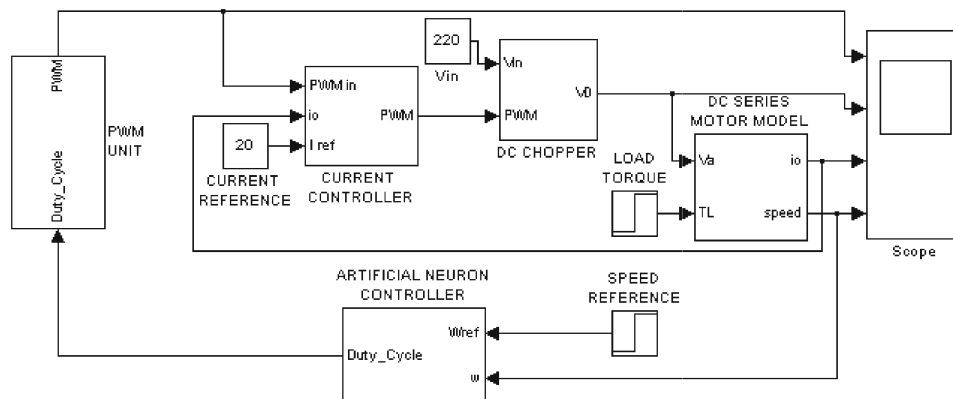 PWM
Duty_Cycle
PWM
UNIT
PWM in
io
I ref
PWM
CURRENT
CONTROLLER
20
CURRENT
REFERENCE
220
Vin
Vin
PWM
V0
DC CHOPPER
DC SERIES
MOTOR MODEL
Va
TL
io
speed
LOAD
TORQUE
Scope
ARTIFICIAL NEURON
CONTROLLER
Duty_Cycle
Wref
w
SPEED
REFERENCE